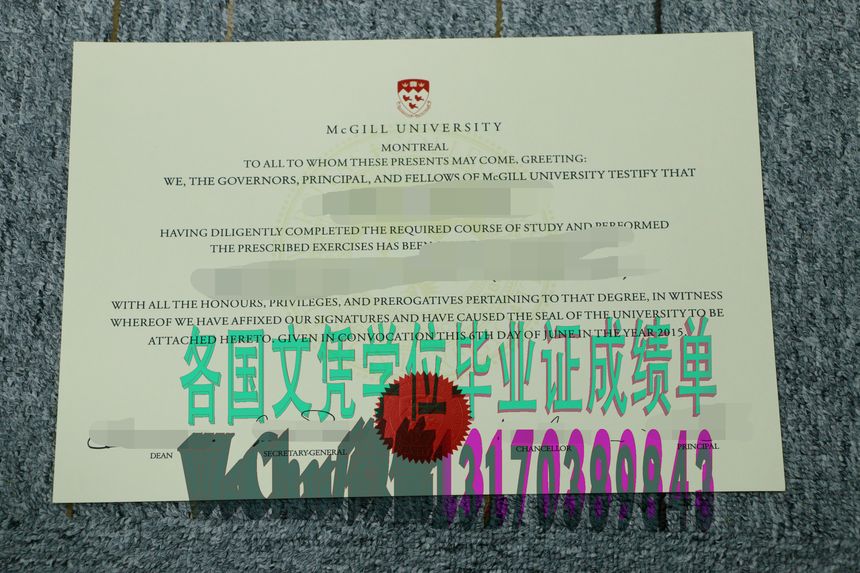 McGILL UNIVERSITY
MONTREAL
TO ALL TO WHOM THESE PRESENTS MAY COME, GREETING:
WE, THE GOVERNORS, PRINCIPAL, AND FELLOWS OF McGILL UNIVERSITY TESTIFY THAT
HAVING DILIGENTLY COMPLETED THE REQUIRED COURSE OF STUDY AND PERFORMED
THE PRESCRIBED EXERCISES HAS BEEN
WITH ALL THE HONOURS, PRIVILEGES, AND PREROGATIVES PERTAINING TO THAT DEGREE, IN WITNESS
WHEREOF WE HAVE AFFIXED OUR SIGNATURES AND HAVE CAUSED THE SEAL OF THE UNIVERSITY TO BE
ATTACHED HERETO, GIVEN IN CONVOCATION THIS 6TH DAY OF JUNE IN THE YEAR 2015.
各国文凭学位毕业证成绩单
DEAN SECRETARY-GENERAL CHANCELLOR PRINCIPAL
13170389843